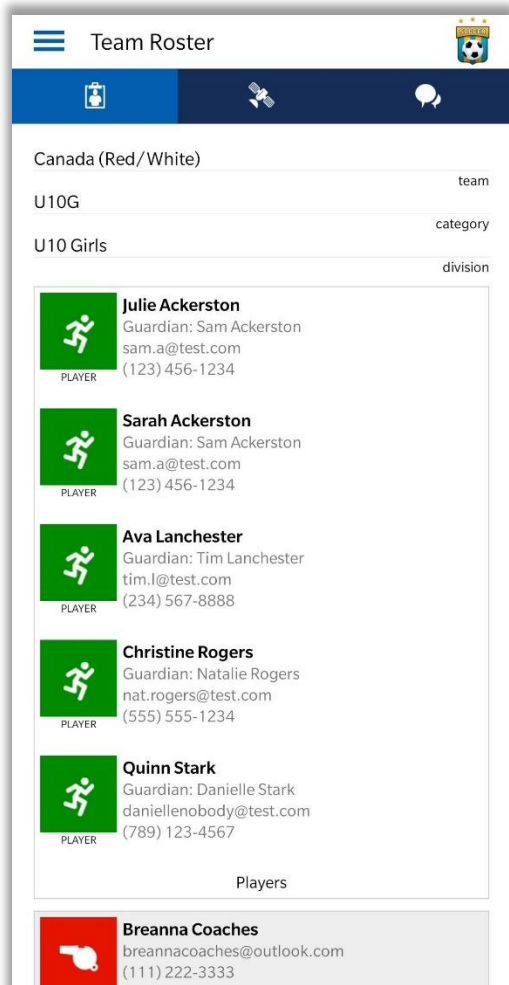 Team Roster
SOCCER
Canada (Red/White)
team
U10G
category
U10 Girls
division
Julie Ackerston
Guardian: Sam Ackerston
sam.a@test.com
(123) 456-1234
PLAYER
Sarah Ackerston
Guardian: Sam Ackerston
sam.a@test.com
(123) 456-1234
PLAYER
Ava Lanchester
Guardian: Tim Lanchester
tim.l@test.com
(234) 567-8888
PLAYER
Christine Rogers
Guardian: Natalie Rogers
nat.rogers@test.com
(555) 555-1234
PLAYER
Quinn Stark
Guardian: Danielle Stark
daniellenobody@test.com
(789) 123-4567
PLAYER
Players
Breanna Coaches
breannacoaches@outlook.com
(111) 222-3333